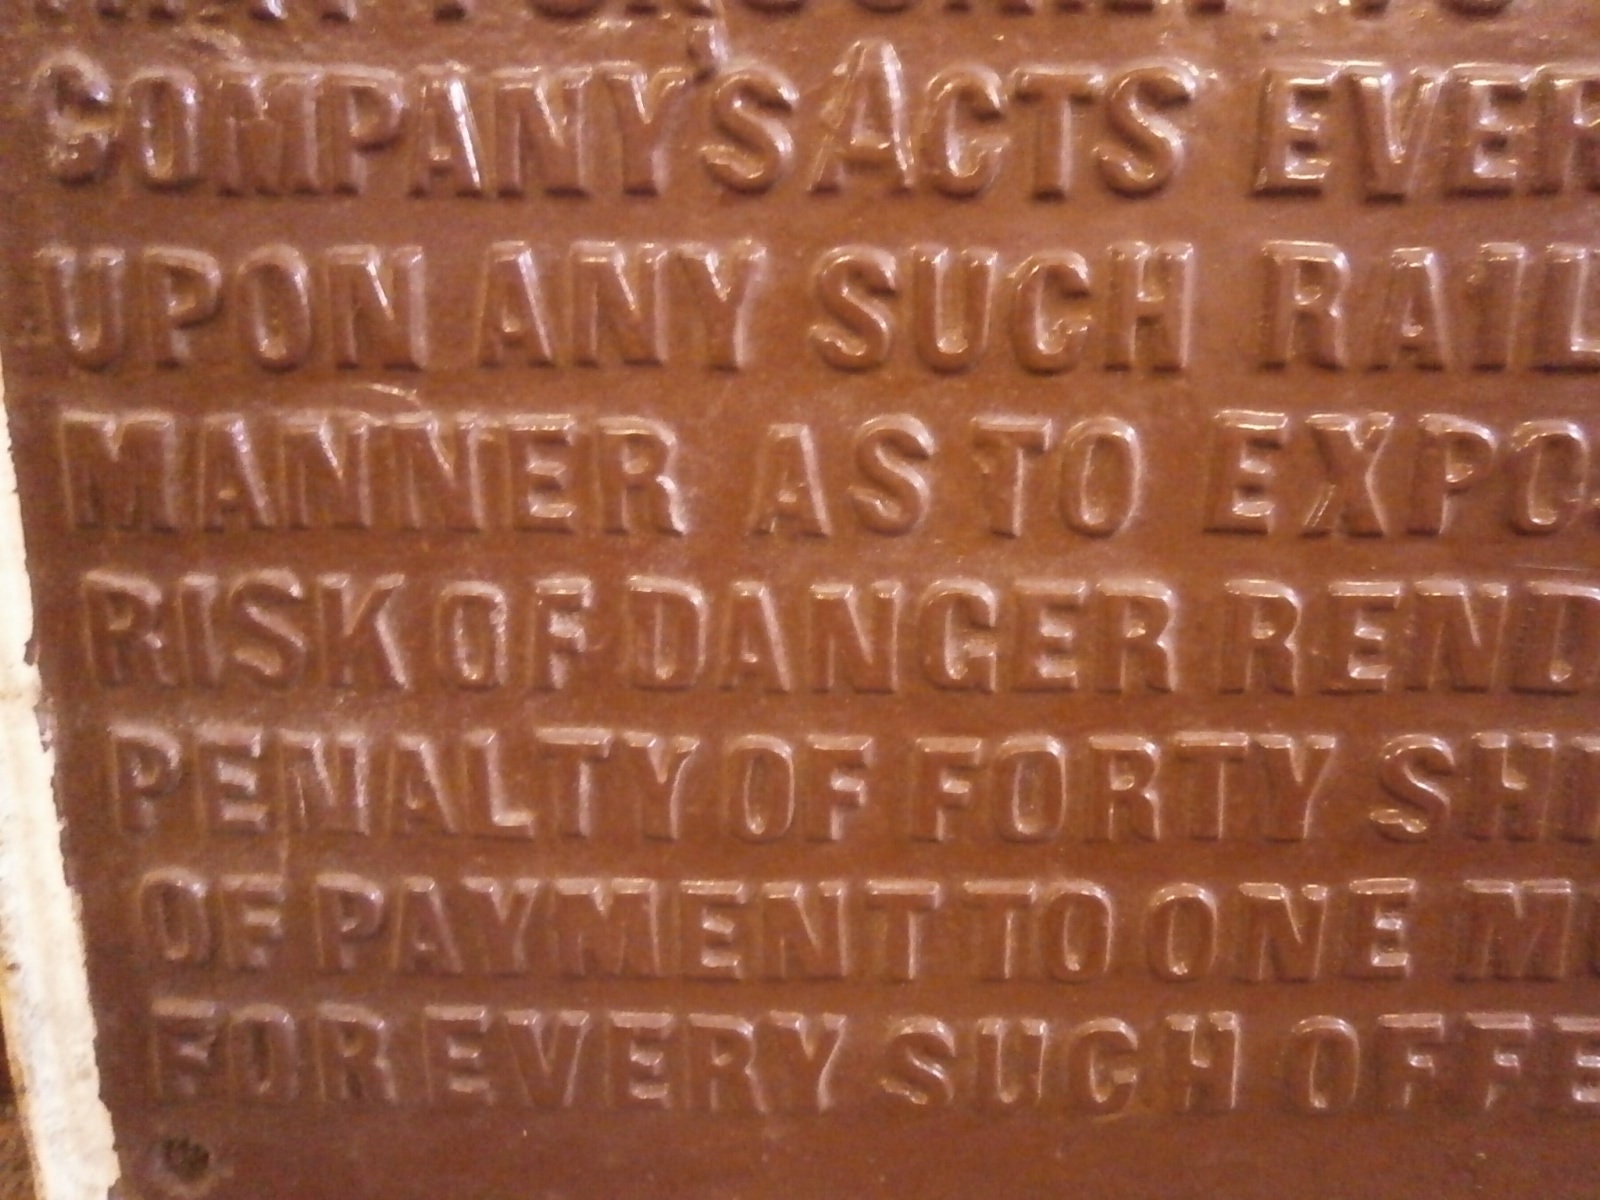 COMPANY'S ACTS EVER
UPON ANY SUCH RAIL
MANNER AS TO EXPO
RISK OF DANGER REND
PENALTY OF FORTY SHI
OF PAYMENT TO ONE M
FOR EVERY SUCH OFFE